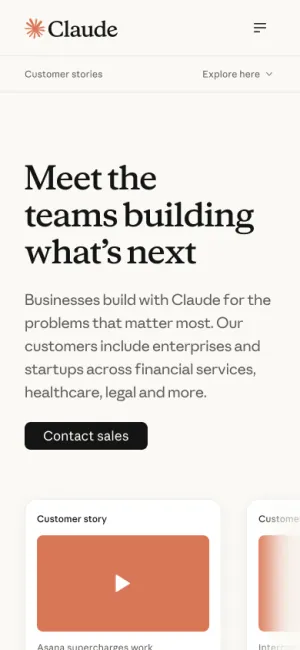 Claude
Customer stories
Explore here
Meet the
teams building
what's next
Businesses build with Claude for the
problems that matter most. Our
customers include enterprises and
startups across financial services,
healthcare, legal and more.
Contact sales
Customer story
Custome
Asana supercharges work